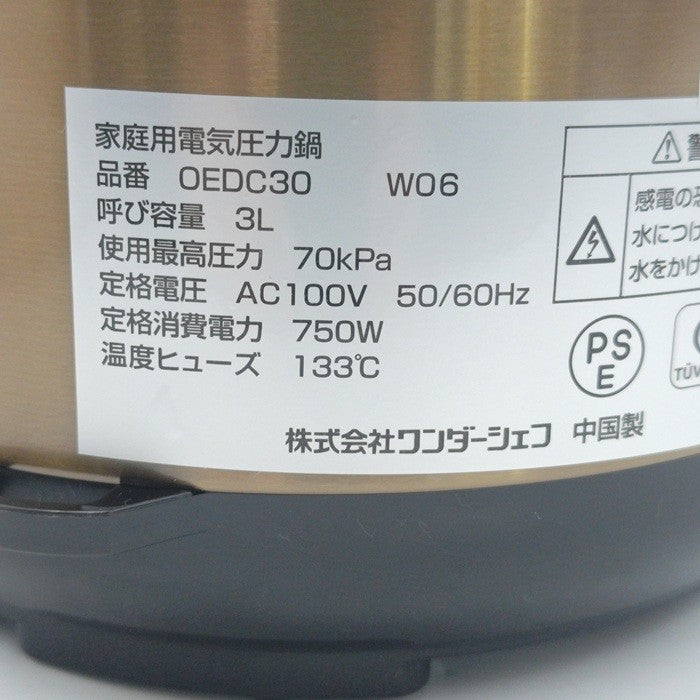 家庭用電気圧力鍋
品番 OEDC30 W06
呼び容量 3L
使用最高圧力 70kPa
定格電圧 AC100V 50/60Hz
定格消費電力 750W
温度ヒューズ 133℃
株式会社ワンダーシェフ 中国製
感電の
水につけ
水をかけ
PS
E
TÜV